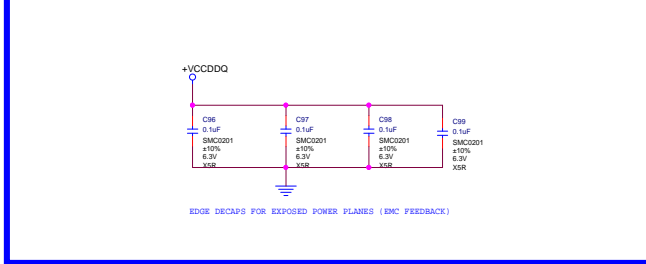 +VCCDDQ
C96
0.1uF
SMC0201
±10%
6.3V
X5R
C97
0.1uF
SMC0201
±10%
6.3V
X5R
C98
0.1uF
SMC0201
±10%
6.3V
X5R
C99
0.1uF
SMC0201
±10%
6.3V
X5R
EDGE DECAPS FOR EXPOSED POWER PLANES (EMC FEEDBACK)